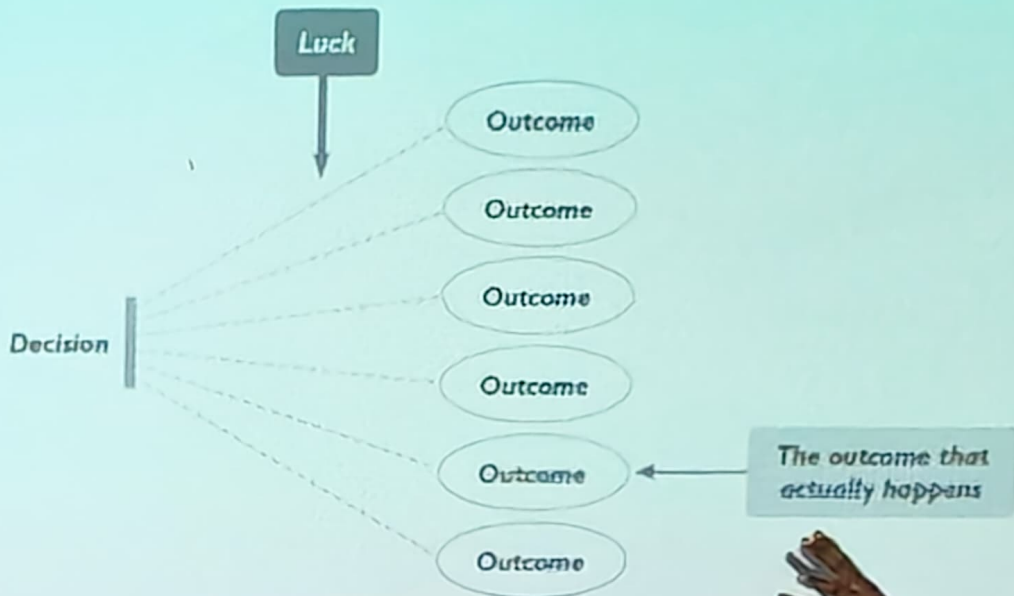 Luck
Outcome
Outcome
Outcome
Decision
Outcome
Outcome
The outcome that
actually happens
Outcome